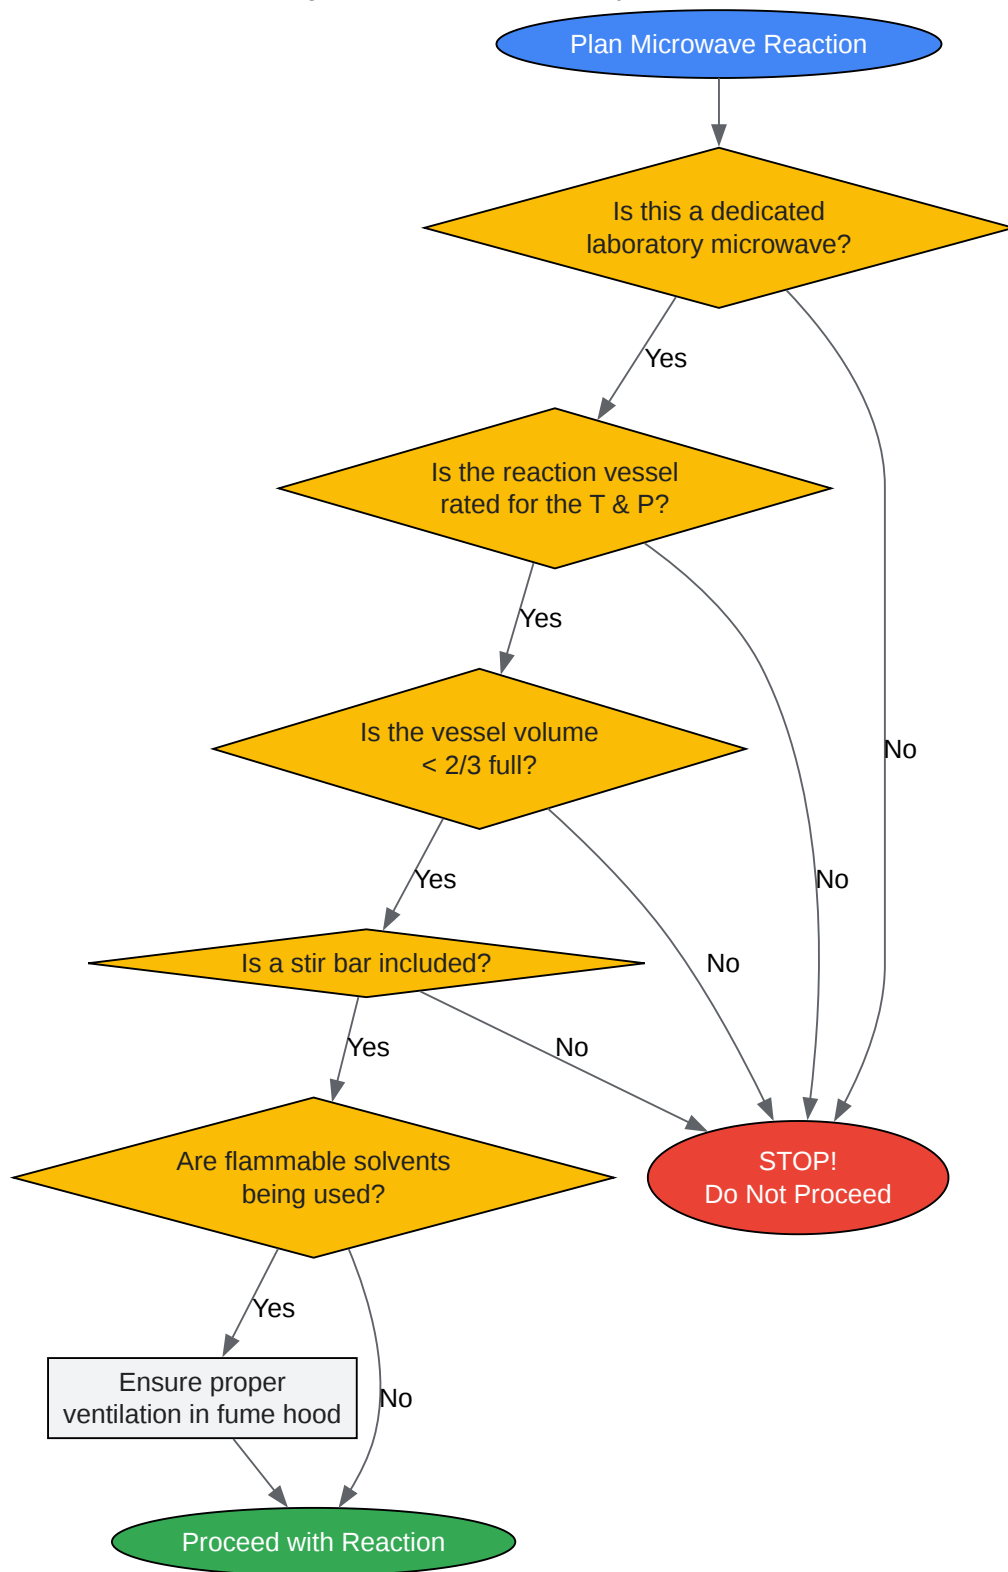 Plan Microwave Reaction
Is this a dedicated
laboratory microwave?
Yes
Is the reaction vessel
rated for the T & P?
Yes
Is the vessel volume
< 2/3 full?
No
Yes
No
Is a stir bar included?
No
Yes
No
Are flammable solvents
being used?
STOP!
Do Not Proceed
Yes
Ensure proper
ventilation in fume hood
No
Proceed with Reaction